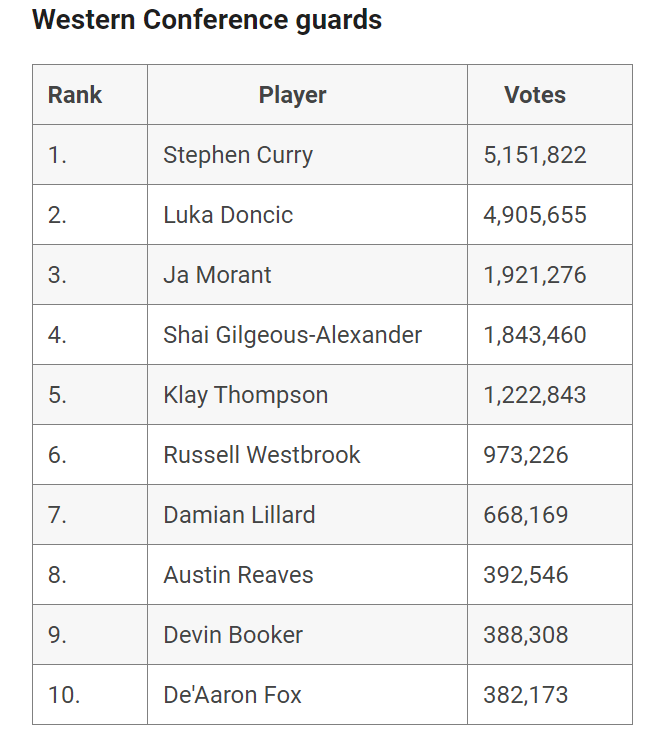 Western Conference guards
Rank Player Votes
1. Stephen Curry 5,151,822
2. Luka Doncic 4,905,655
3. Ja Morant 1,921,276
4. Shai Gilgeous-Alexander 1,843,460
5. Klay Thompson 1,222,843
6. Russell Westbrook 973,226
7. Damian Lillard 668,169
8. Austin Reaves 392,546
9. Devin Booker 388,308
10. De'Aaron Fox 382,173